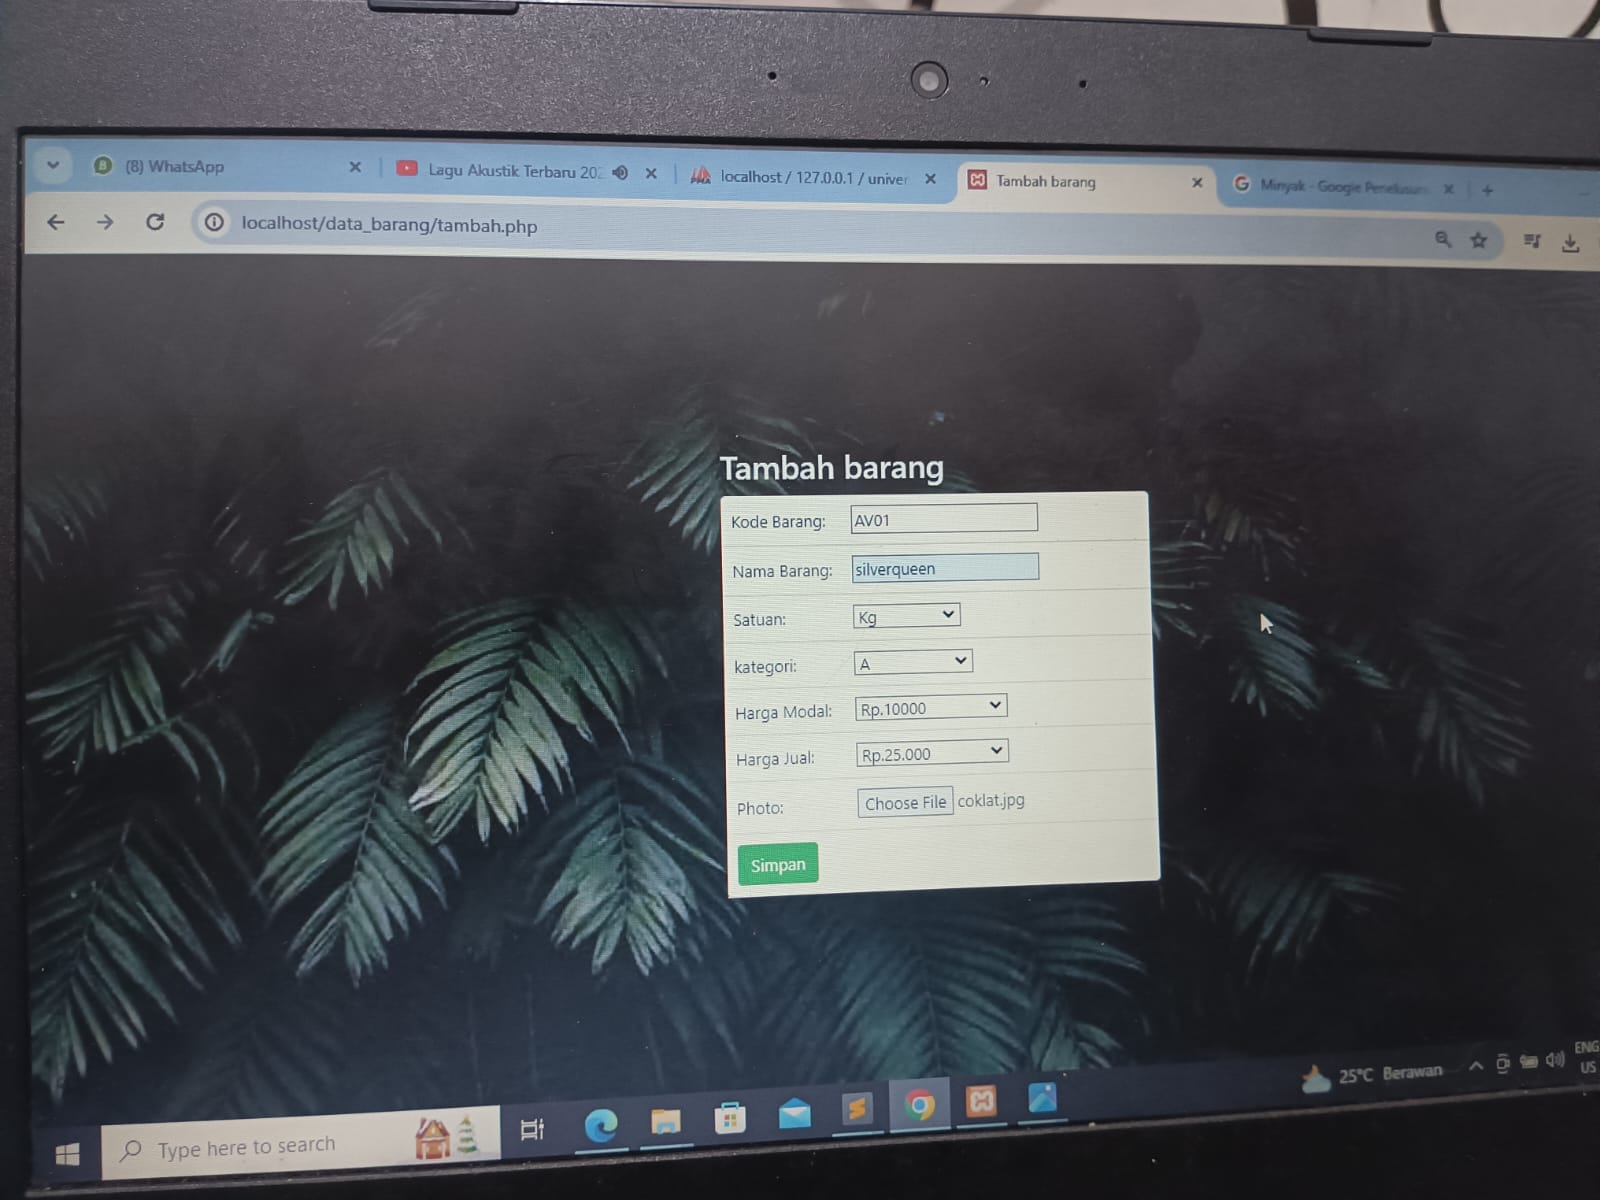 (8) WhatsApp
Lagu Akustik Terbaru 202
localhost / 127.0.0.1 / univer
Tambah barang
Minyak - Google Penelusuran
localhost/data_barang/tambah.php
Tambah barang
Kode Barang: AV01
Nama Barang: silverqueen
Satuan: Kg
kategori: A
Harga Modal: Rp.10000
Harga Jual: Rp.25.000
Photo: Choose File coklat.jpg
Simpan
Type here to search
25°C Berawan
ENG
US